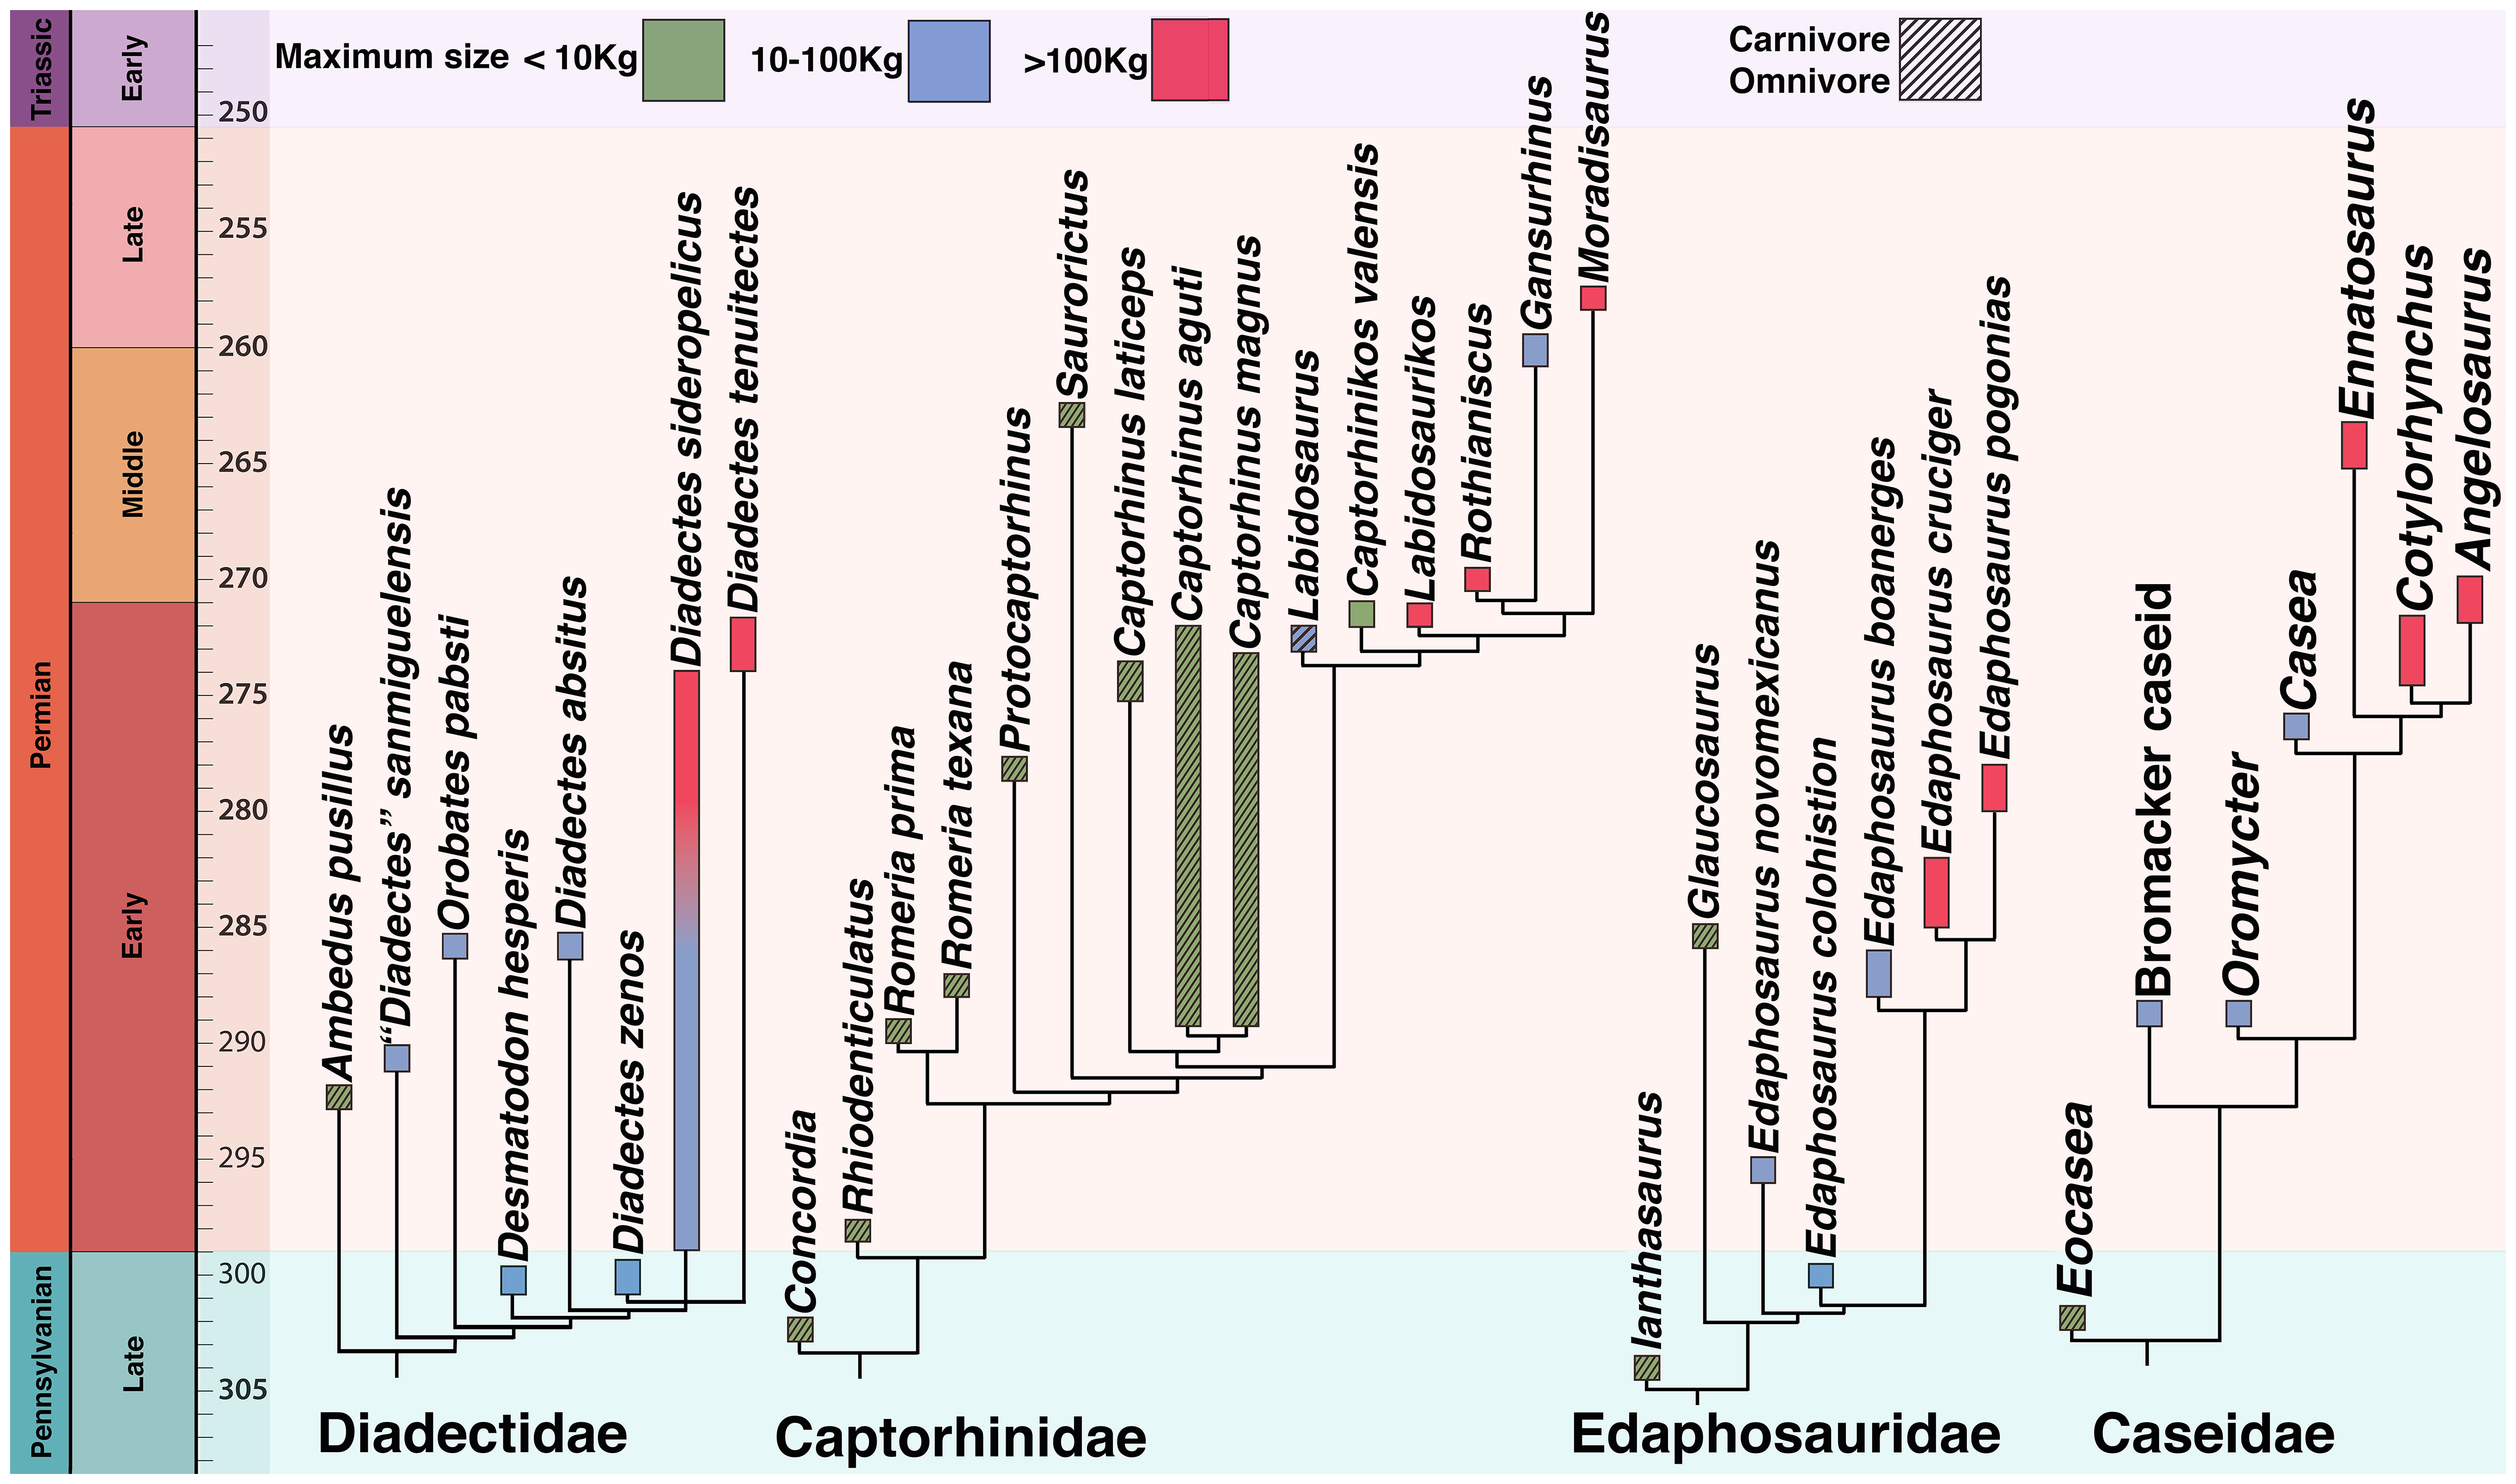 Triassic
Early
Permian
Late
Middle
Early
Pennsylvanian
Late
250
255
260
265
270
275
280
285
290
295
300
305
Maximum size < 10Kg
10-100Kg
>100Kg
Carnivore
Omnivore
Ambedus pusillus
“Diadectes” sanmiguelensis
Orobates pabsti
Desmatodon hesperis
Diadectes absitus
Diadectes zenos
Diadectes sideropelicus
Diadectes tenuitectes
Concordia
Rhiodenticulatus
Romeria prima
Romeria texana
Protocaptorhinus
Saurorictus
Captorhinus laticeps
Captorhinus aguti
Captorhinus magnus
Labidosaurus
Captorhinikos valensis
Labidosaurikos
Rothianiscus
Gansurhinus
Moradisaurus
Ianthasaurus
Glaucosaurus
Edaphosaurus novomexicanus
Edaphosaurus colohistion
Edaphosaurus boanerges
Edaphosaurus cruciger
Edaphosaurus pogonias
Eocasea
Bromacker caseid
Oromycter
Casea
Ennatosaurus
Cotylorhynchus
Angelosaurus
Diadectidae
Captorhinidae
Edaphosauridae
Caseidae